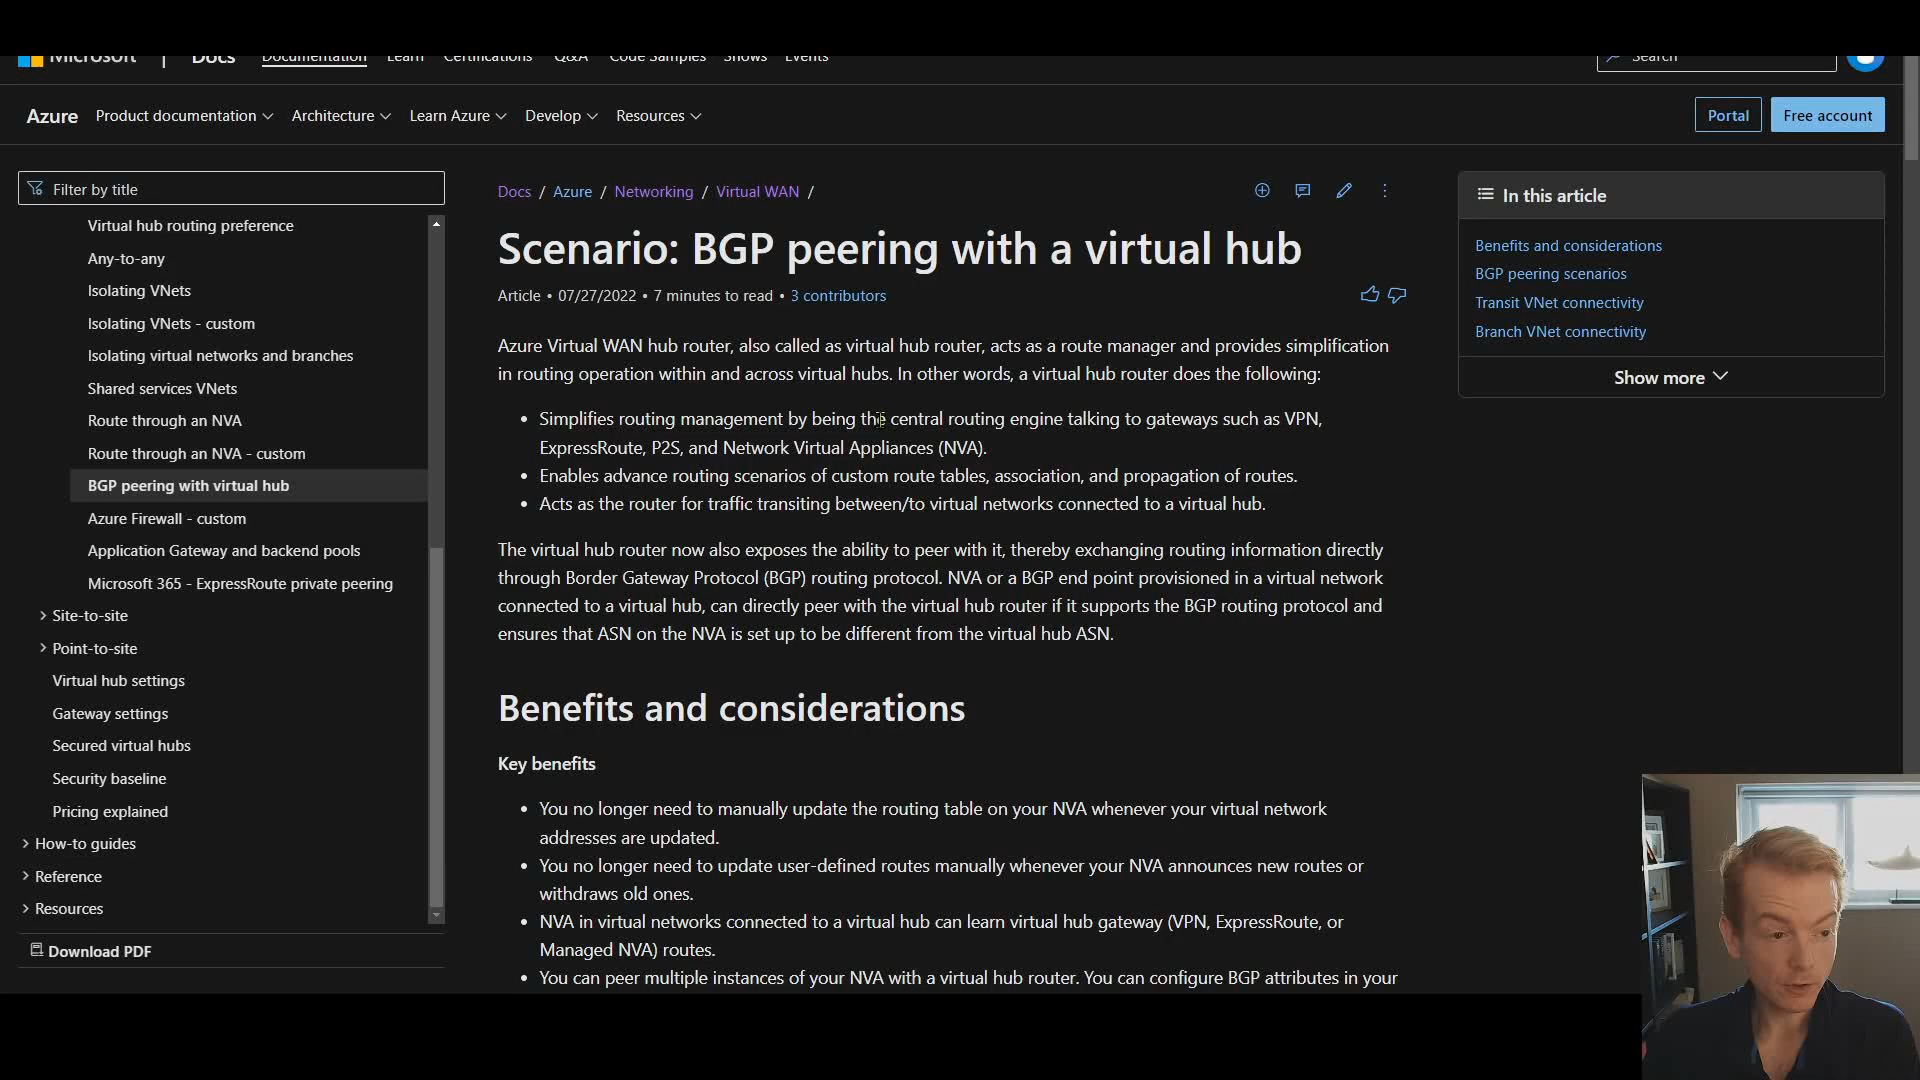 Microsoft | Docs Documentation Learn Certifications Q&A Code Samples Shows Events Search
Azure Product documentation Architecture Learn Azure Develop Resources Portal Free account
Filter by title
Virtual hub routing preference
Any-to-any
Isolating VNets
Isolating VNets - custom
Isolating virtual networks and branches
Shared services VNets
Route through an NVA
Route through an NVA - custom
BGP peering with virtual hub
Azure Firewall - custom
Application Gateway and backend pools
Microsoft 365 - ExpressRoute private peering
Site-to-site
Point-to-site
Virtual hub settings
Gateway settings
Secured virtual hubs
Security baseline
Pricing explained
How-to guides
Reference
Resources
Download PDF
Docs / Azure / Networking / Virtual WAN /
Scenario: BGP peering with a virtual hub
Article • 07/27/2022 • 7 minutes to read • 3 contributors
Azure Virtual WAN hub router, also called as virtual hub router, acts as a route manager and provides simplification
in routing operation within and across virtual hubs. In other words, a virtual hub router does the following:
• Simplifies routing management by being the central routing engine talking to gateways such as VPN,
ExpressRoute, P2S, and Network Virtual Appliances (NVA).
• Enables advance routing scenarios of custom route tables, association, and propagation of routes.
• Acts as the router for traffic transiting between/to virtual networks connected to a virtual hub.
The virtual hub router now also exposes the ability to peer with it, thereby exchanging routing information directly
through Border Gateway Protocol (BGP) routing protocol. NVA or a BGP end point provisioned in a virtual network
connected to a virtual hub, can directly peer with the virtual hub router if it supports the BGP routing protocol and
ensures that ASN on the NVA is set up to be different from the virtual hub ASN.
Benefits and considerations
Key benefits
• You no longer need to manually update the routing table on your NVA whenever your virtual network
addresses are updated.
• You no longer need to update user-defined routes manually whenever your NVA announces new routes or
withdraws old ones.
• NVA in virtual networks connected to a virtual hub can learn virtual hub gateway (VPN, ExpressRoute, or
Managed NVA) routes.
• You can peer multiple instances of your NVA with a virtual hub router. You can configure BGP attributes in your
In this article
Benefits and considerations
BGP peering scenarios
Transit VNet connectivity
Branch VNet connectivity
Show more